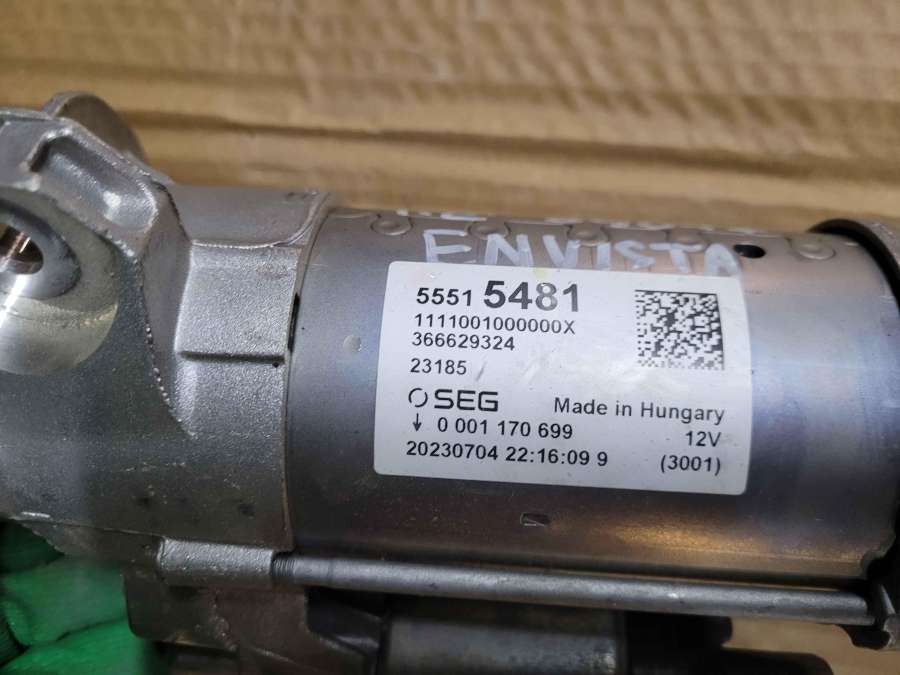 ENVISTA
5551 5481
1111001000000X
366629324
23185
SEG Made in Hungary
0 001 170 699 12V
20230704 22:16:09 9 (3001)